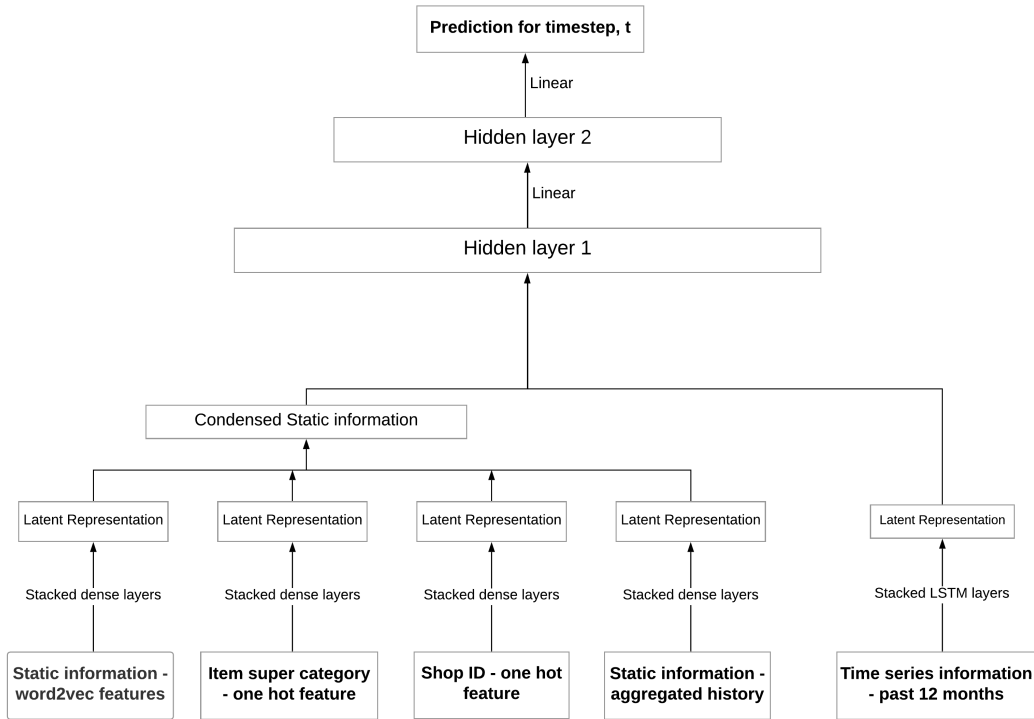 Prediction for timestep, t
Linear
Hidden layer 2
Linear
Hidden layer 1
Condensed Static information
Latent Representation
Latent Representation
Latent Representation
Latent Representation
Latent Representation
Stacked dense layers
Stacked dense layers
Stacked dense layers
Stacked dense layers
Stacked LSTM layers
Static information -
word2vec features
Item super category
- one hot feature
Shop ID - one hot
feature
Static information -
aggregated history
Time series information
- past 12 months